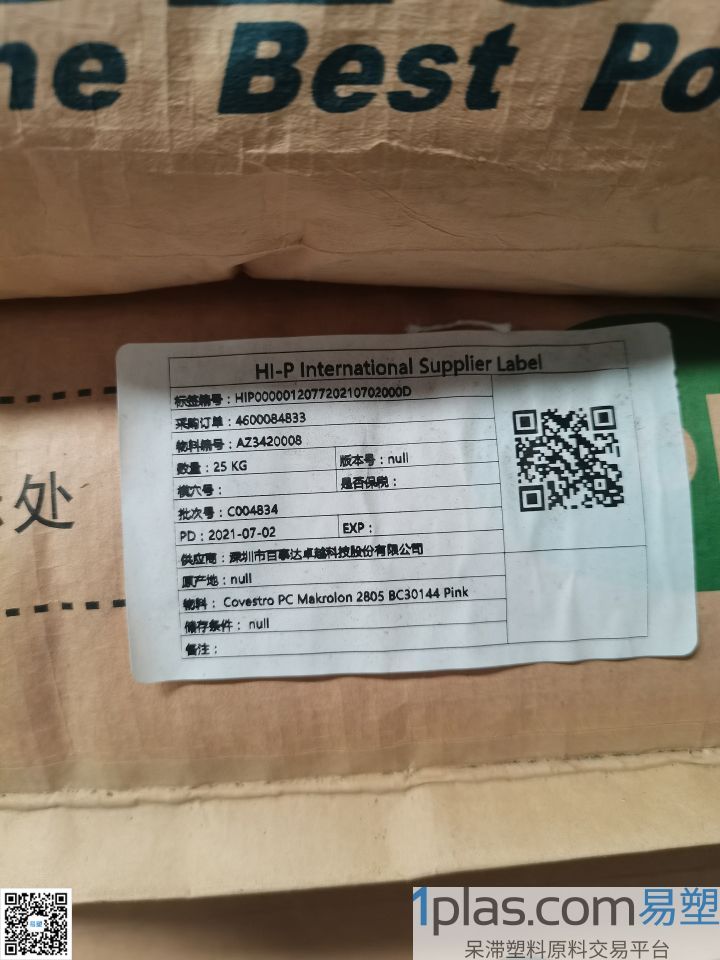 ne Best Po
处
HI-P International Supplier Label
标签编号：HIP00000120772021070​2000D
采购订单：4600084833
物料编号：AZ3420008
数量：25 KG 版本号：null
模穴号： 是否保税：
批次号：C004834
PD：2021-07-02 EXP：
供应商：深圳市百事达卓越科技股份有限公司
原产地：null
物料： Covestro PC Makrolon 2805 BC30144 Pink
储存条件： null
备注：
1plas.com易塑
呆滞塑料原料交易平台